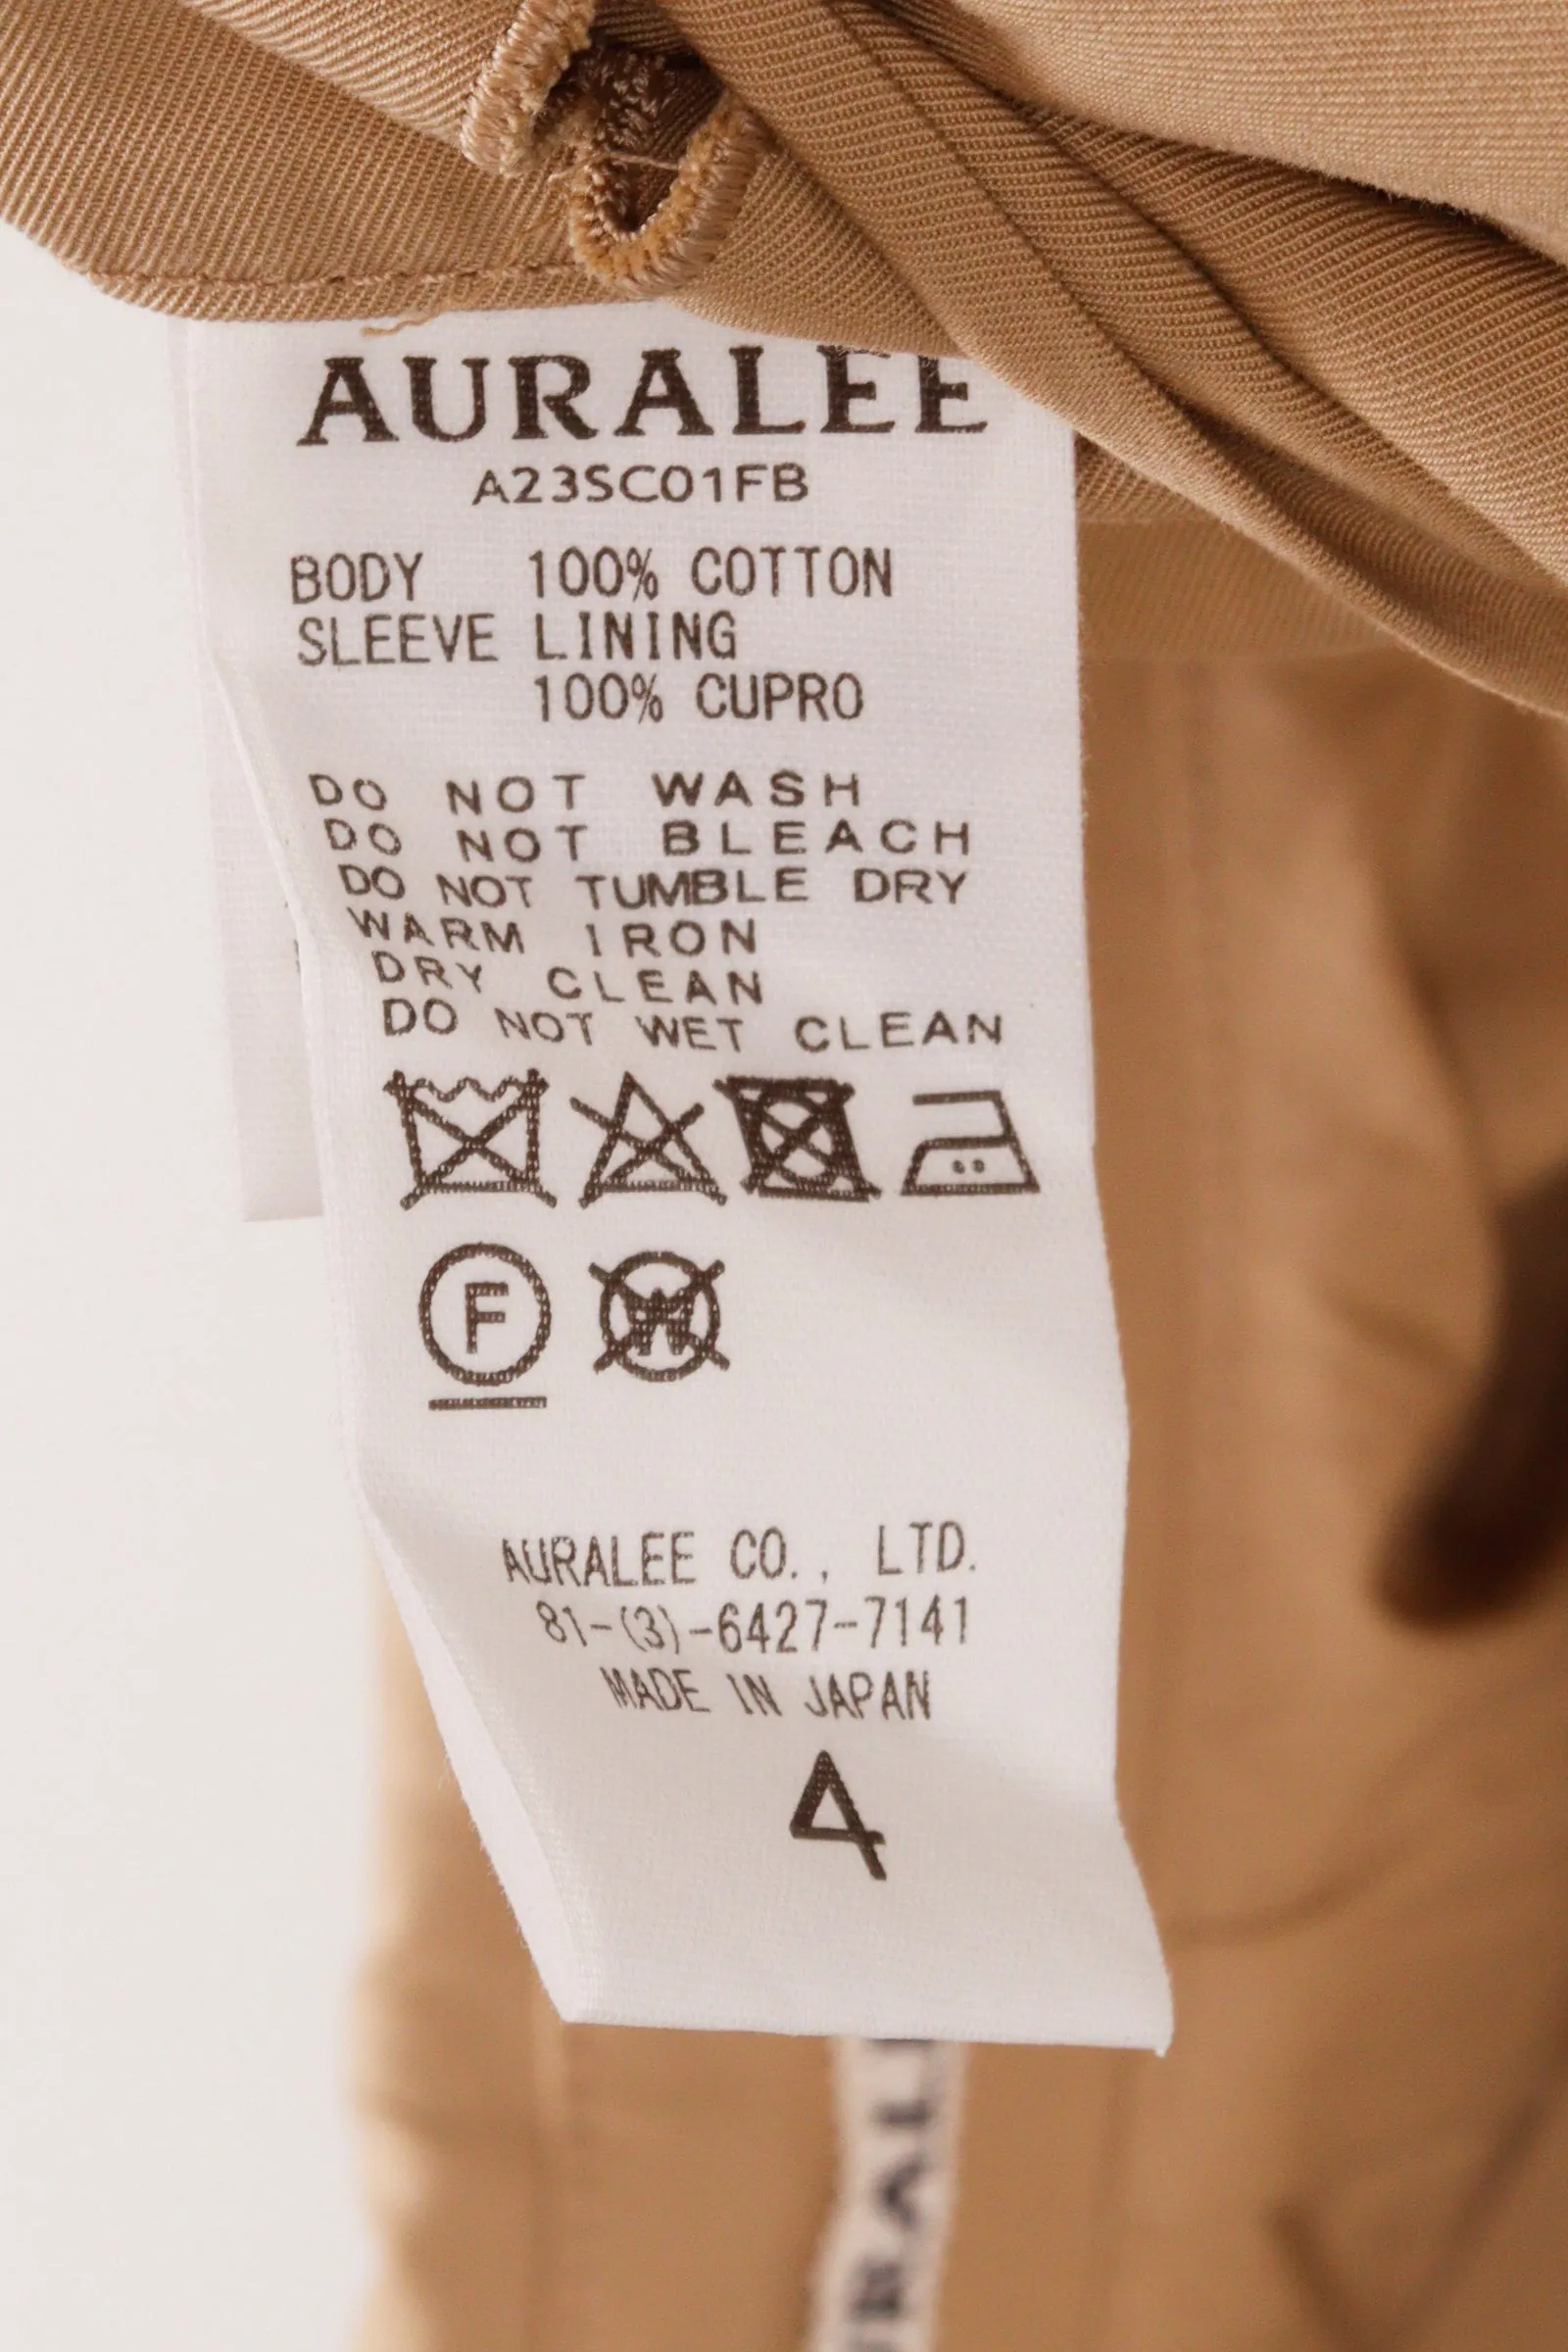 AURALEE
A23SC01FB
BODY 100% COTTON
SLEEVE LINING
100% CUPRO
DO NOT WASH
DO NOT BLEACH
DO NOT TUMBLE DRY
WARM IRON
DRY CLEAN
DO NOT WET CLEAN
F W
AURALEE CO., LTD.
81-(3)-6427-7141
MADE IN JAPAN
4